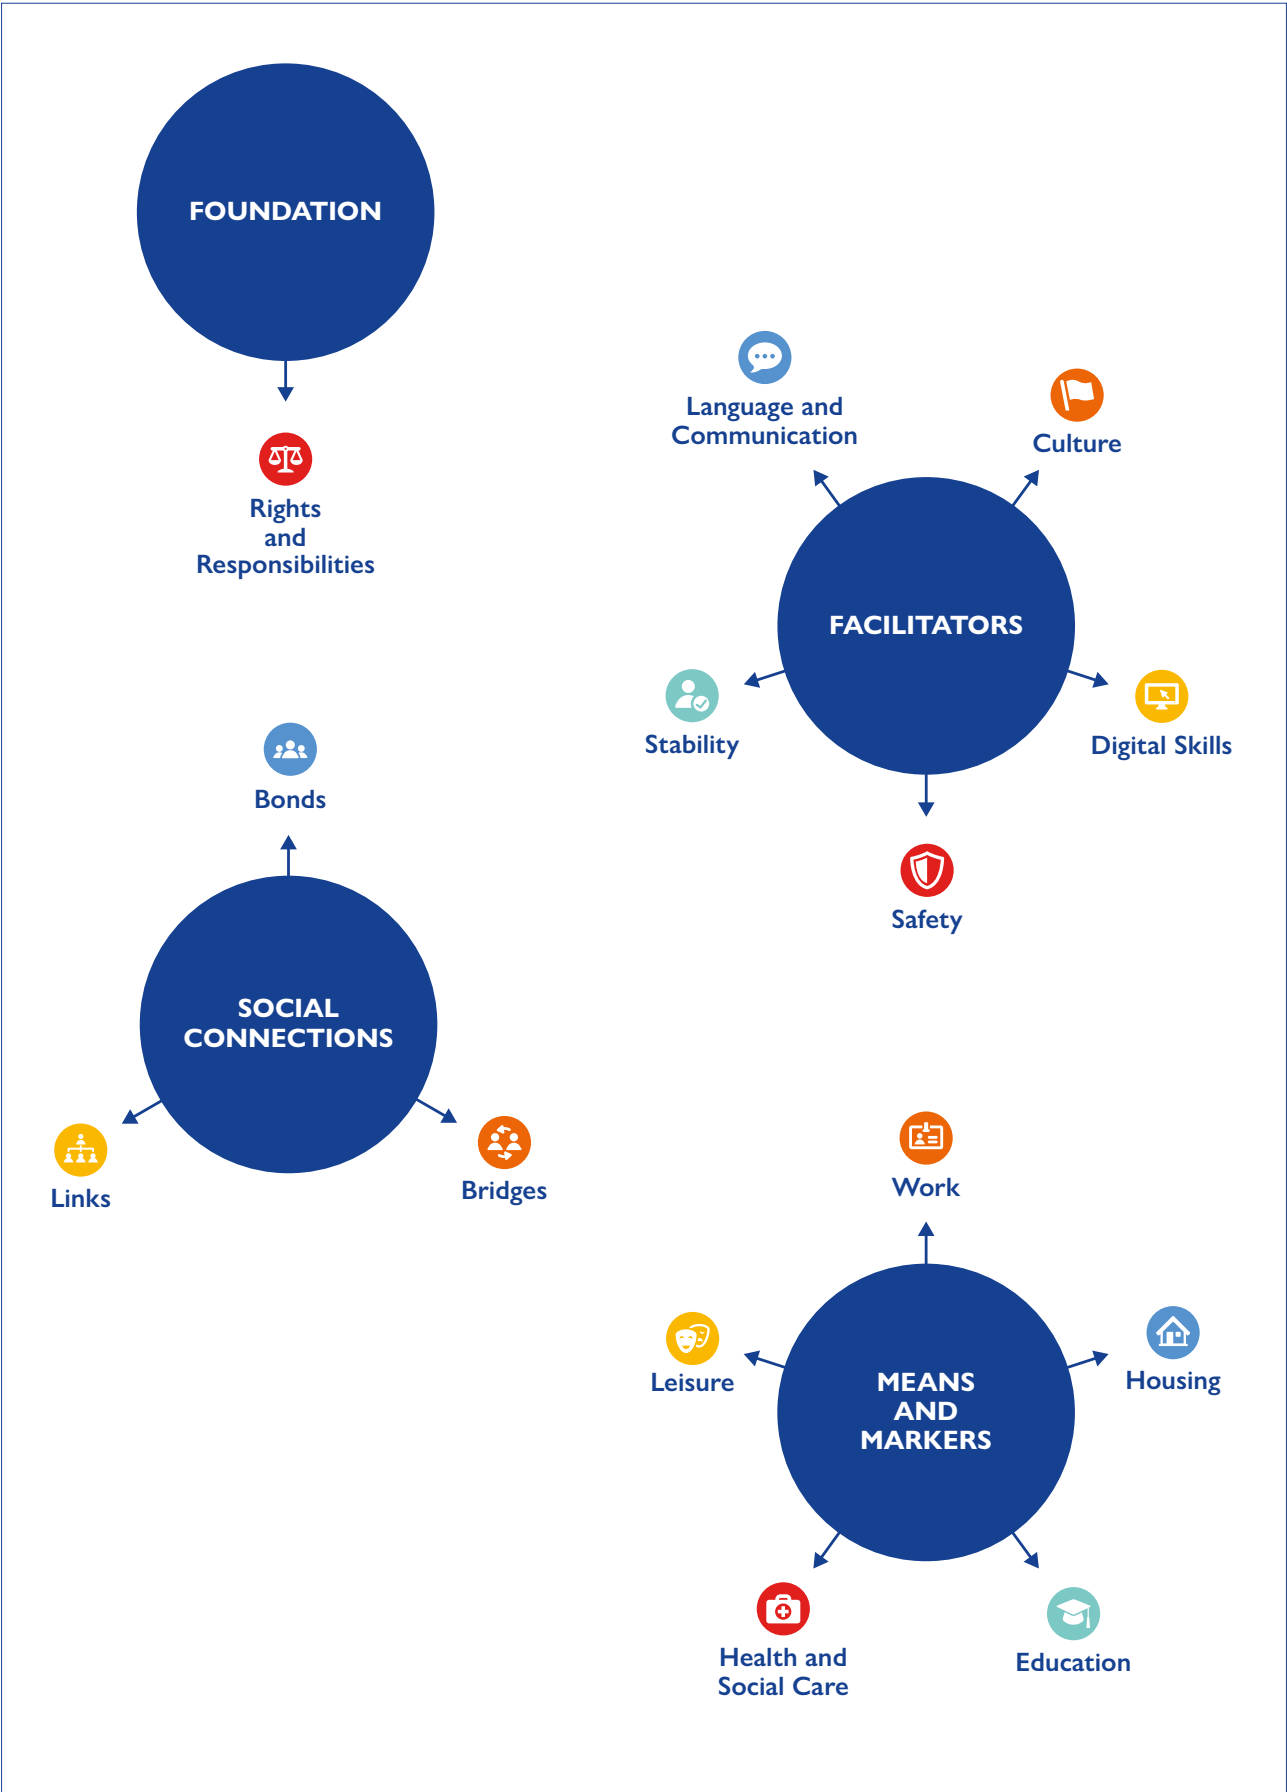 FOUNDATION
Rights
and
Responsibilities
Language and
Communication
Culture
FACILITATORS
Stability
Digital Skills
Safety
Bonds
SOCIAL
CONNECTIONS
Links
Bridges
Work
Leisure
Housing
MEANS
AND
MARKERS
Health and
Social Care
Education